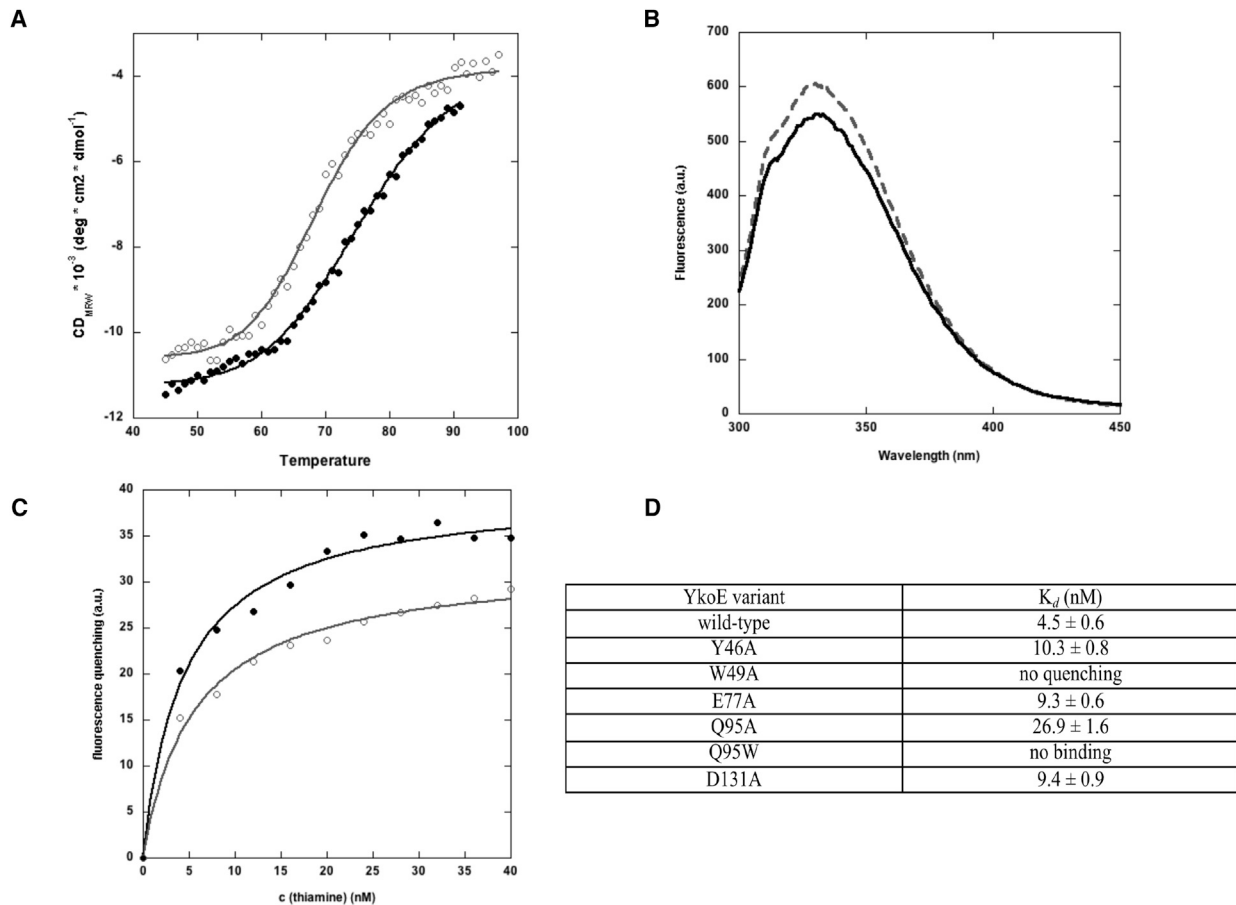 A
CD_MRW * 10^-3 (deg * cm2 * dmol^-1)
-4
-6
-8
-10
-12
40 50 60 70 80 90 100
Temperature
B
Fluorescence (a.u.)
700
600
500
400
300
200
100
0
300 350 400 450
Wavelength (nm)
C
fluorescence quenching (a.u.)
40
35
30
25
20
15
10
5
0
0 5 10 15 20 25 30 35 40
c (thiamine) (nM)
D
YkoE variant K_d (nM)
wild-type 4.5 ± 0.6
Y46A 10.3 ± 0.8
W49A no quenching
E77A 9.3 ± 0.6
Q95A 26.9 ± 1.6
Q95W no binding
D131A 9.4 ± 0.9